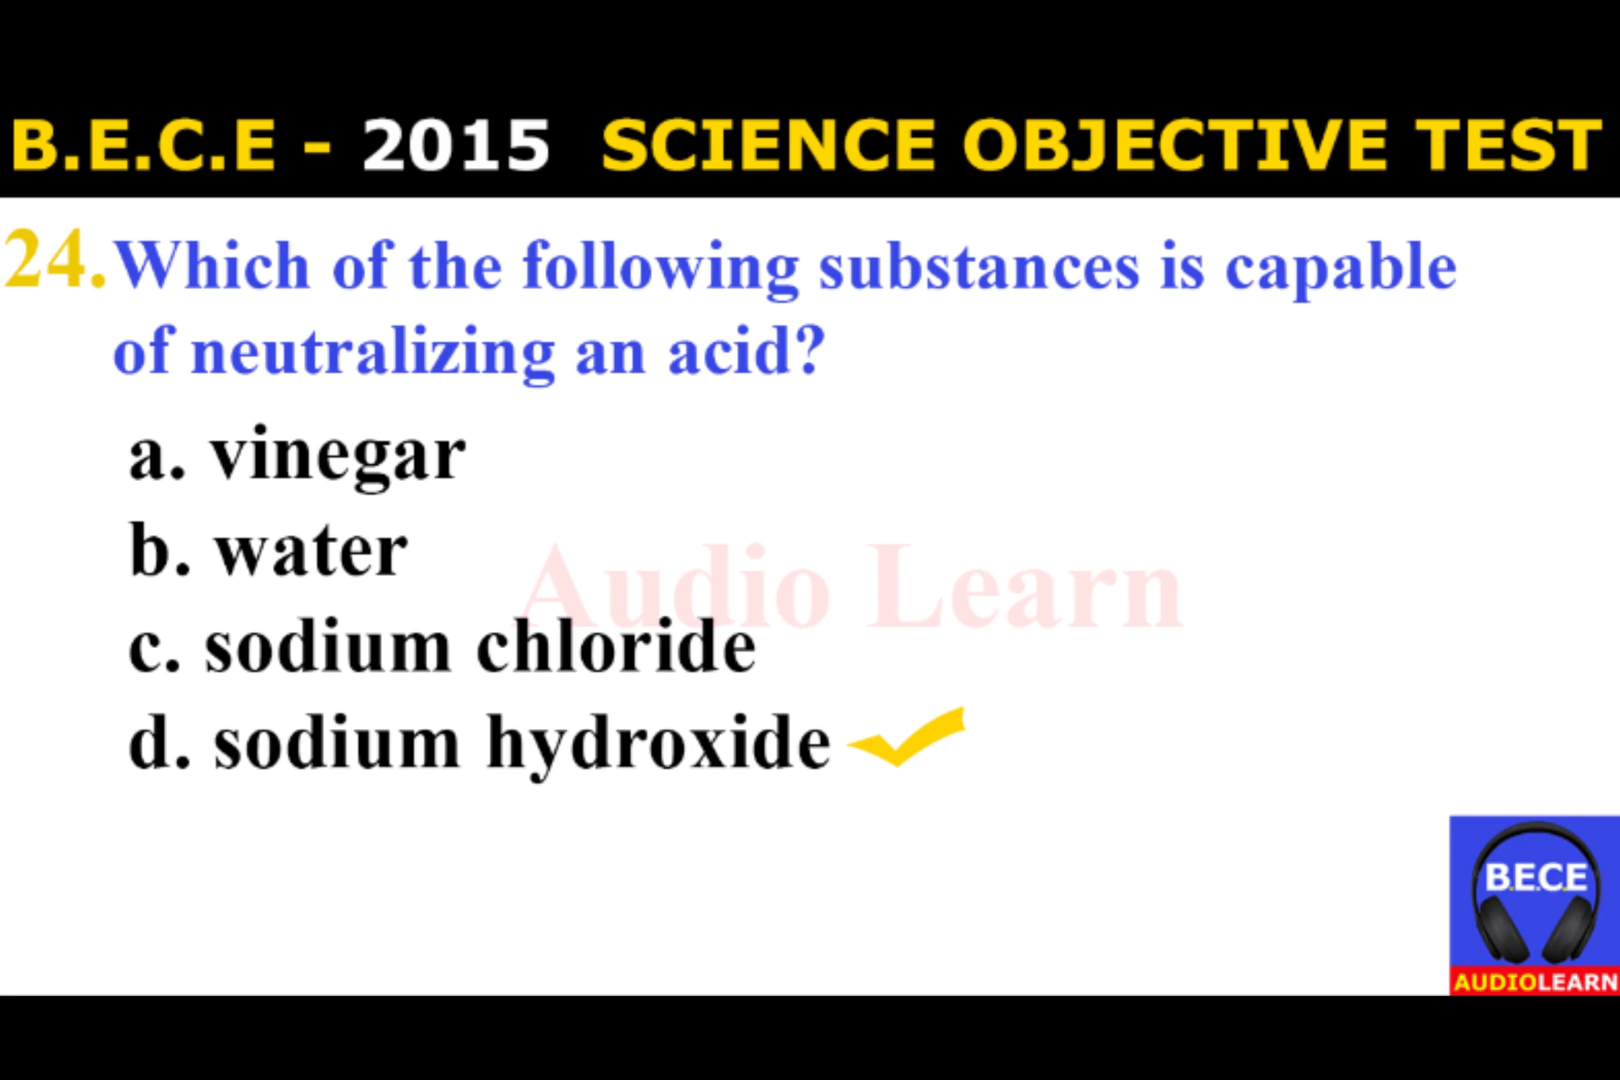 B.E.C.E - 2015 SCIENCE OBJECTIVE TEST
24. Which of the following substances is capable
of neutralizing an acid?
a. vinegar
b. water
Audio Learn
c. sodium chloride
d. sodium hydroxide
B.E.C.E
AUDIOLEARN